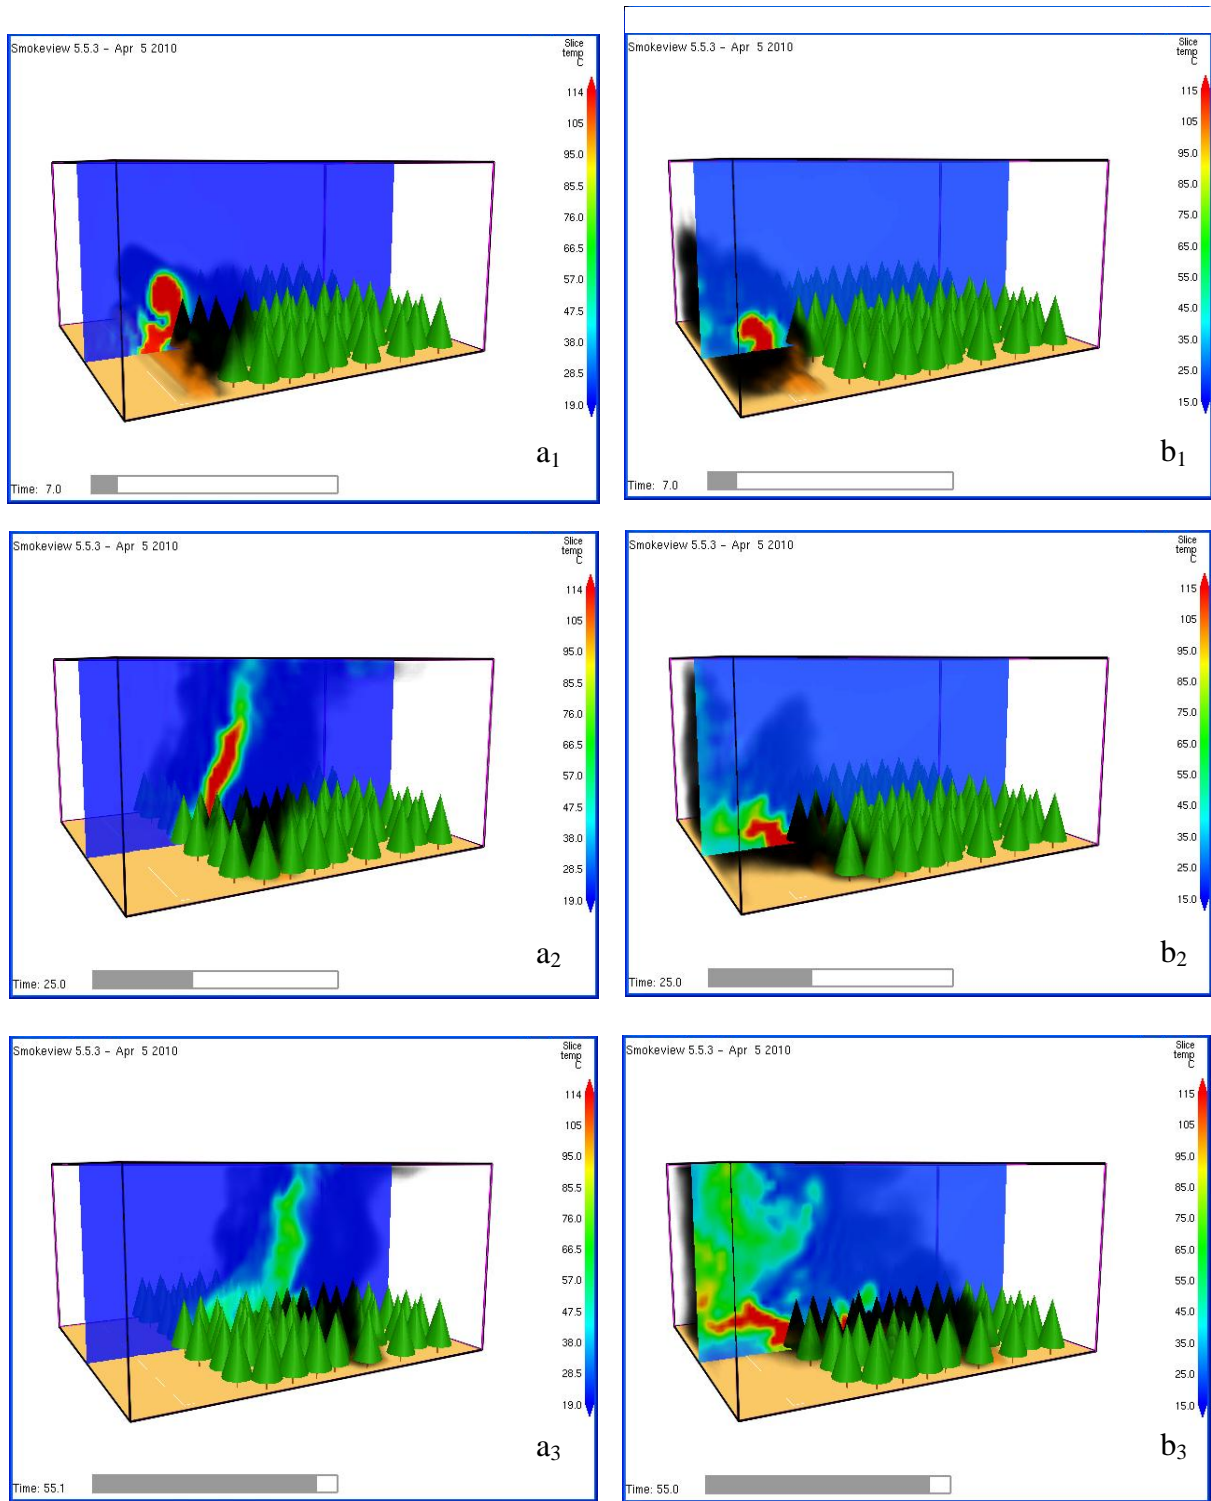 Smokeview 5.5.3 - Apr 5 2010
Slice
temp
C
114
105
95.0
85.5
76.0
66.5
57.0
47.5
38.0
28.5
19.0
a1
Time: 7.0
Smokeview 5.5.3 - Apr 5 2010
Slice
temp
C
115
105
95.0
85.0
75.0
65.0
55.0
45.0
35.0
25.0
15.0
b1
Time: 7.0
Smokeview 5.5.3 - Apr 5 2010
Slice
temp
C
114
105
95.0
85.5
76.0
66.5
57.0
47.5
38.0
28.5
19.0
a2
Time: 25.0
Smokeview 5.5.3 - Apr 5 2010
Slice
temp
C
115
105
95.0
85.0
75.0
65.0
55.0
45.0
35.0
25.0
15.0
b2
Time: 25.0
Smokeview 5.5.3 - Apr 5 2010
Slice
temp
C
114
105
95.0
85.5
76.0
66.5
57.0
47.5
38.0
28.5
19.0
a3
Time: 55.1
Smokeview 5.5.3 - Apr 5 2010
Slice
temp
C
115
105
95.0
85.0
75.0
65.0
55.0
45.0
35.0
25.0
15.0
b3
Time: 55.0